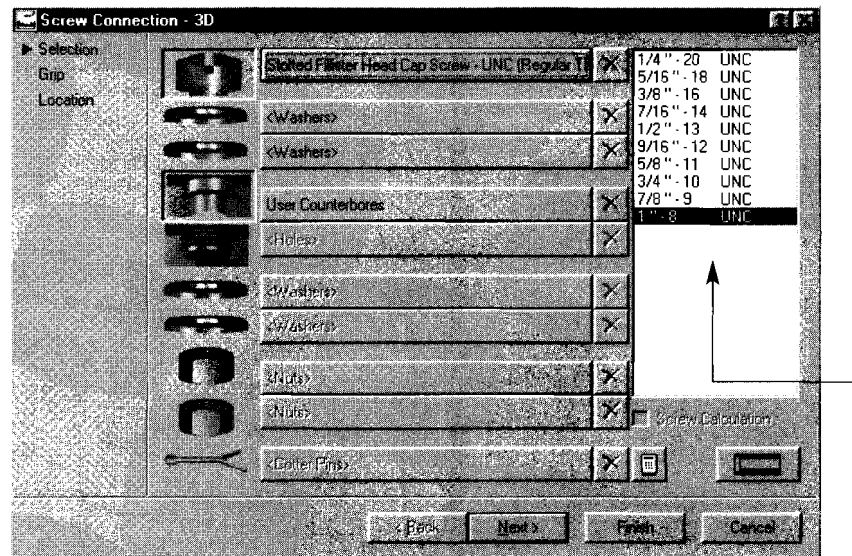 Screw Connection - 3D
Selection
Grip
Location
Slotted Fillister Head Cap Screw - UNC (Regular T
<Washers>
<Washers>
User Counterbores
<Holes>
<Washers>
<Washers>
<Nuts>
<Nuts>
<Cotter Pins>
1/4 " - 20 UNC
5/16 " - 18 UNC
3/8 " - 16 UNC
7/16 " - 14 UNC
1/2 " - 13 UNC
9/16 " - 12 UNC
5/8 " - 11 UNC
3/4 " - 10 UNC
7/8 " - 9 UNC
1 " - 8 UNC
Screw Calculation
< Back
Next >
Finish
Cancel